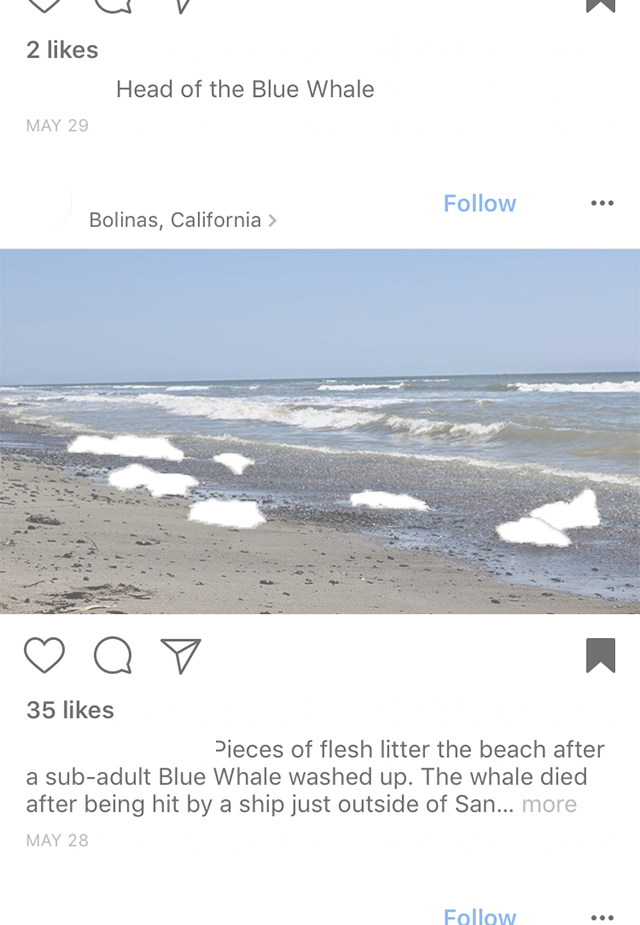 2 likes
Head of the Blue Whale
MAY 29
Follow
Bolinas, California
35 likes
Pieces of flesh litter the beach after
a sub-adult Blue Whale washed up. The whale died
after being hit by a ship just outside of San... more
MAY 28
Follow